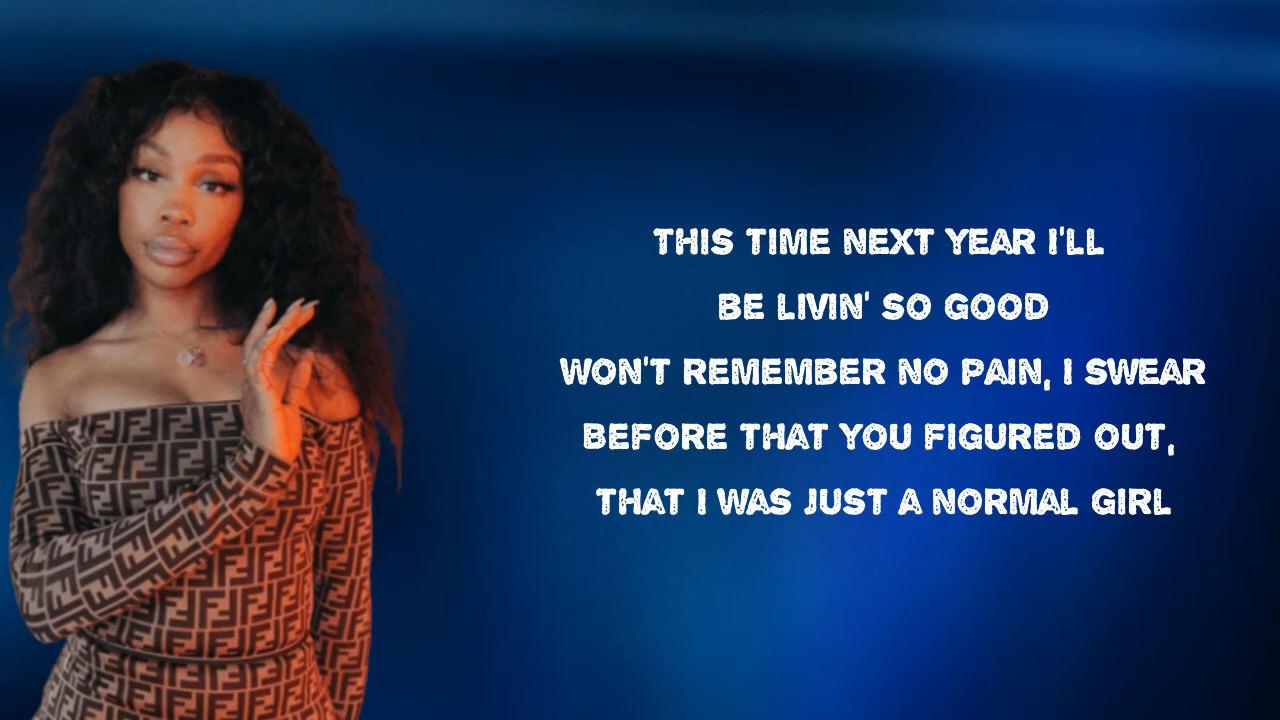 THIS TIME NEXT YEAR I'LL
BE LIVIN' SO GOOD
WON'T REMEMBER NO PAIN, I SWEAR
BEFORE THAT YOU FIGURED OUT,
THAT I WAS JUST A NORMAL GIRL